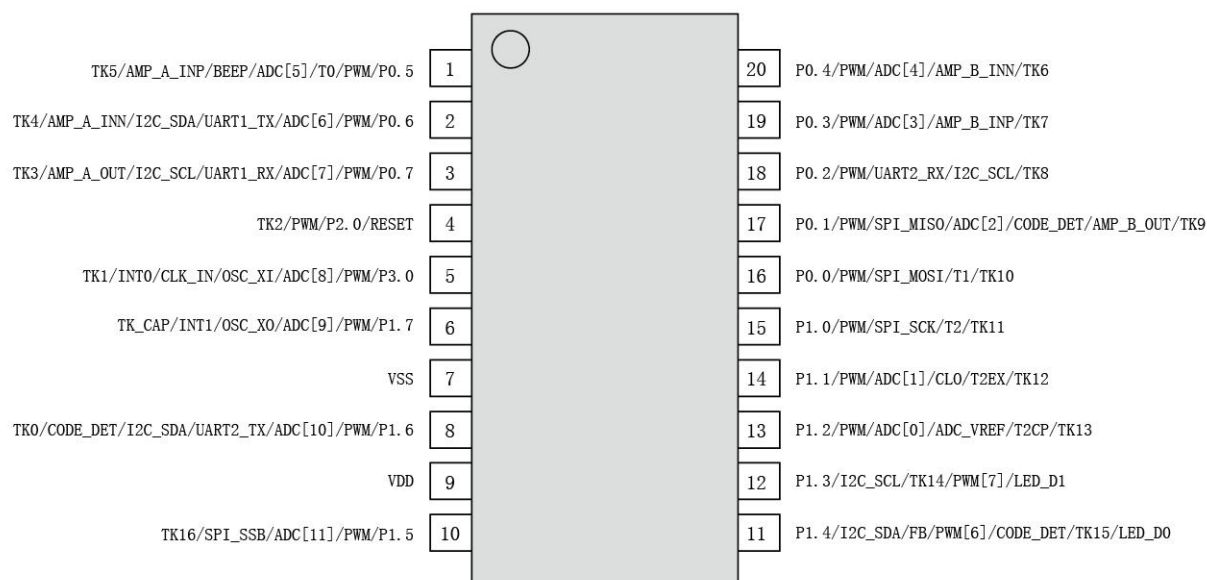 TK5/AMP_A_INP/BEEP/ADC[5]/T0/PWM/P0.5 1 20 P0.4/PWM/ADC[4]/AMP_B_INN/TK6
TK4/AMP_A_INN/I2C_SDA/UART1_TX/ADC[6]/PWM/P0.6 2 19 P0.3/PWM/ADC[3]/AMP_B_INP/TK7
TK3/AMP_A_OUT/I2C_SCL/UART1_RX/ADC[7]/PWM/P0.7 3 18 P0.2/PWM/UART2_RX/I2C_SCL/TK8
TK2/PWM/P2.0/RESET 4 17 P0.1/PWM/SPI_MISO/ADC[2]/CODE_DET/AMP_B_OUT/TK9
TK1/INT0/CLK_IN/OSC_XI/ADC[8]/PWM/P3.0 5 16 P0.0/PWM/SPI_MOSI/T1/TK10
TK_CAP/INT1/OSC_XO/ADC[9]/PWM/P1.7 6 15 P1.0/PWM/SPI_SCK/T2/TK11
VSS 7 14 P1.1/PWM/ADC[1]/CLO/T2EX/TK12
TK0/CODE_DET/I2C_SDA/UART2_TX/ADC[10]/PWM/P1.6 8 13 P1.2/PWM/ADC[0]/ADC_VREF/T2CP/TK13
VDD 9 12 P1.3/I2C_SCL/TK14/PWM[7]/LED_D1
TK16/SPI_SSB/ADC[11]/PWM/P1.5 10 11 P1.4/I2C_SDA/FB/PWM[6]/CODE_DET/TK15/LED_D0